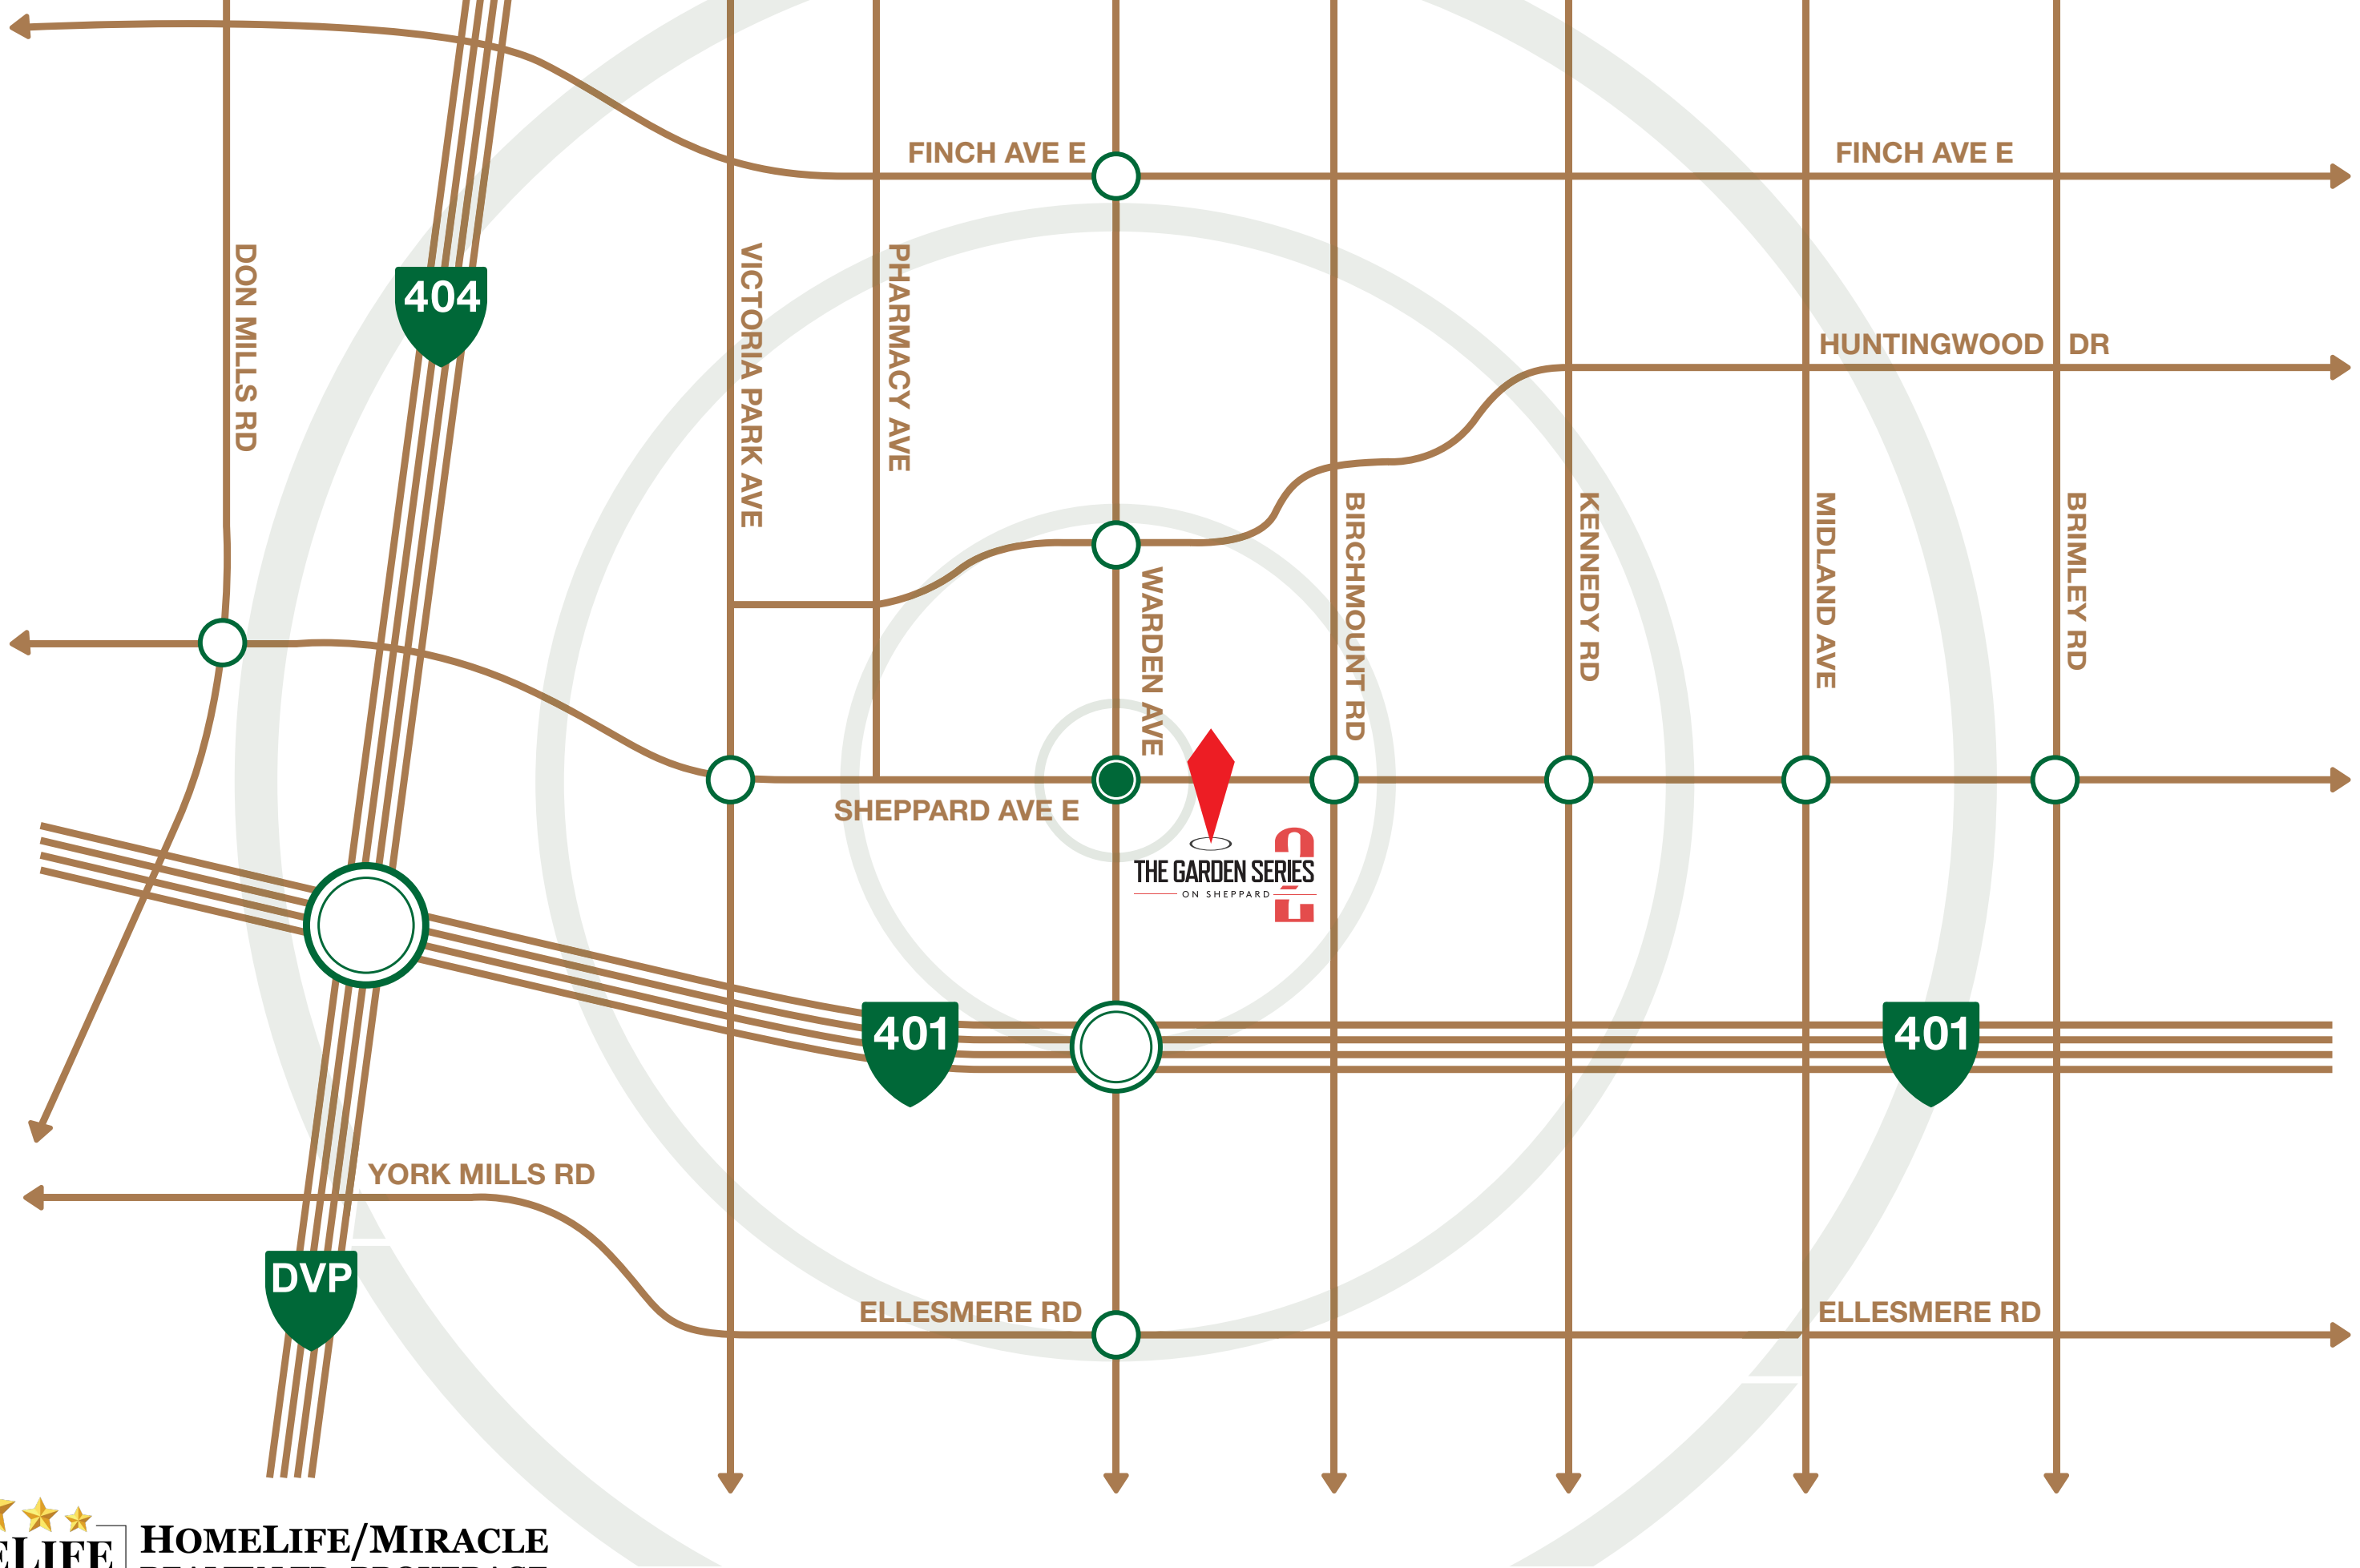 FINCH AVE E
FINCH AVE E
DON MILLS RD
404
VICTORIA PARK AVE
PHARMACY AVE
HUNTINGWOOD DR
BIRCHMOUNT RD
KENNEDY RD
MIDLAND AVE
BRIMLEY RD
WARDEN AVE
SHEPPARD AVE E
THE GARDEN SERIES
2
ON SHEPPARD
401
401
YORK MILLS RD
DVP
ELLESMERE RD
ELLESMERE RD
HOMELIFE/MIRACLE